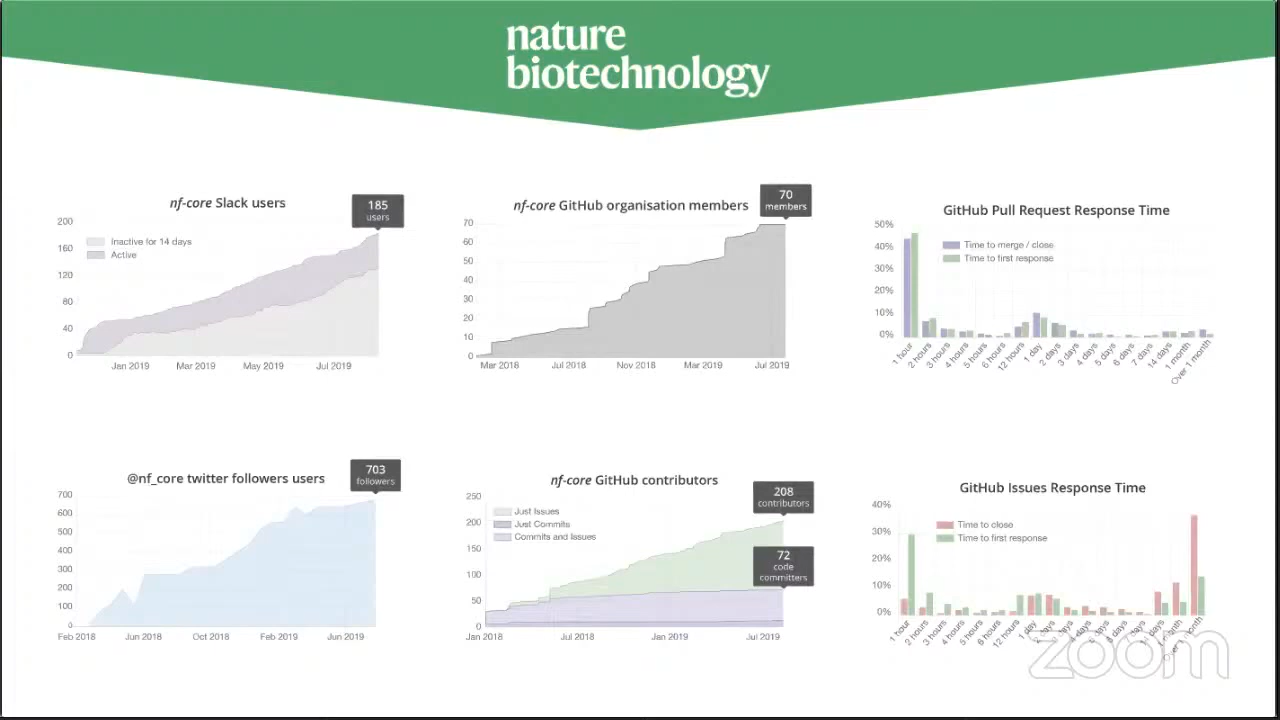 nature
biotechnology
nf-core Slack users
185
users
200
160
120
80
40
0
Inactive for 14 days
Active
Jan 2019
Mar 2019
May 2019
Jul 2019
nf-core GitHub organisation members
70
members
70
60
50
40
30
20
10
0
Mar 2018
Jul 2018
Nov 2018
Mar 2019
Jul 2019
GitHub Pull Request Response Time
50%
40%
30%
20%
10%
0%
Time to merge / close
Time to first response
1 hour
2 hours
3 hours
4 hours
5 hours
6 hours
12 hours
1 day
2 days
3 days
4 days
5 days
6 days
7 days
14 days
1 month
Over 1 month
@nf_core twitter followers users
703
followers
700
600
500
400
300
200
100
0
Feb 2018
Jun 2018
Oct 2018
Feb 2019
Jun 2019
nf-core GitHub contributors
208
contributors
72
code
committers
250
200
150
100
50
0
Just Issues
Just Commits
Commits and Issues
Jan 2018
Jul 2018
Jan 2019
Jul 2019
GitHub Issues Response Time
40%
30%
20%
10%
0%
Time to close
Time to first response
1 hour
2 hours
3 hours
4 hours
5 hours
6 hours
12 hours
1 day
zoom